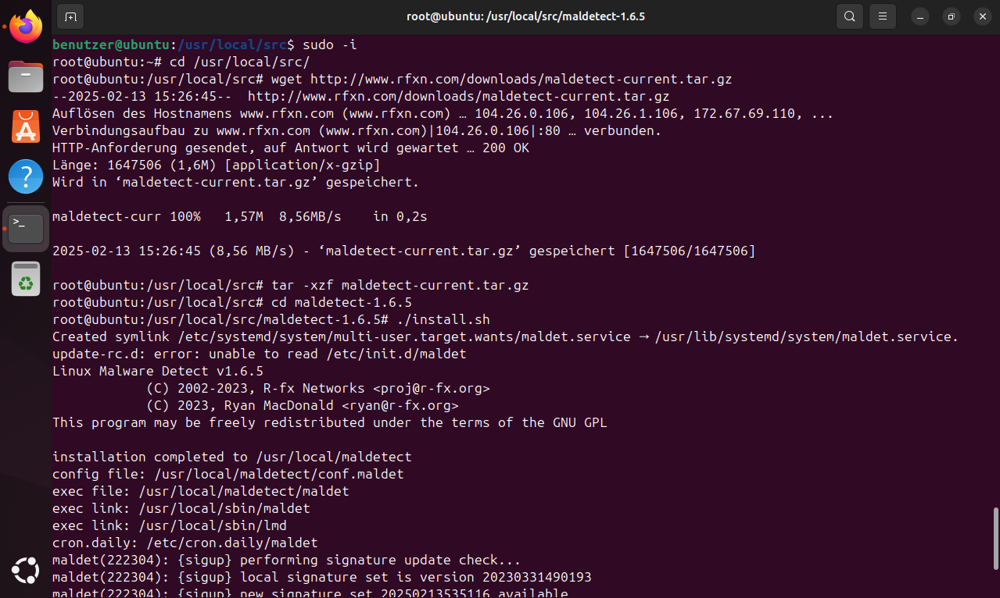 root@ubuntu: /usr/local/src/maldetect-1.6.5
benutzer@ubuntu:/usr/local/src$ sudo -i
root@ubuntu:~# cd /usr/local/src/
root@ubuntu:/usr/local/src# wget http://www.rfxn.com/downloads/maldetect-current.tar.gz
--2025-02-13 15:26:45--  http://www.rfxn.com/downloads/maldetect-current.tar.gz
Auflösen des Hostnamens www.rfxn.com (www.rfxn.com) … 104.26.0.106, 104.26.1.106, 172.67.69.110, ...
Verbindungsaufbau zu www.rfxn.com (www.rfxn.com)|104.26.0.106|:80 … verbunden.
HTTP-Anforderung gesendet, auf Antwort wird gewartet … 200 OK
Länge: 1647506 (1,6M) [application/x-gzip]
Wird in ‘maldetect-current.tar.gz’ gespeichert.
maldetect-curr 100%   1,57M  8,56MB/s    in 0,2s
2025-02-13 15:26:45 (8,56 MB/s) - ‘maldetect-current.tar.gz’ gespeichert [1647506/1647506]
root@ubuntu:/usr/local/src# tar -xzf maldetect-current.tar.gz
root@ubuntu:/usr/local/src# cd maldetect-1.6.5
root@ubuntu:/usr/local/src/maldetect-1.6.5# ./install.sh
Created symlink /etc/systemd/system/multi-user.target.wants/maldet.service → /usr/lib/systemd/system/maldet.service.
update-rc.d: error: unable to read /etc/init.d/maldet
Linux Malware Detect v1.6.5
(C) 2002-2023, R-fx Networks <proj@r-fx.org>
(C) 2023, Ryan MacDonald <ryan@r-fx.org>
This program may be freely redistributed under the terms of the GNU GPL
installation completed to /usr/local/maldetect
config file: /usr/local/maldetect/conf.maldet
exec file: /usr/local/maldetect/maldet
exec link: /usr/local/sbin/maldet
exec link: /usr/local/sbin/lmd
cron.daily: /etc/cron.daily/maldet
maldet(222304): {sigup} performing signature update check...
maldet(222304): {sigup} local signature set is version 20230331490193
maldet(222304): {sigup} new signature set 20250213535116 available